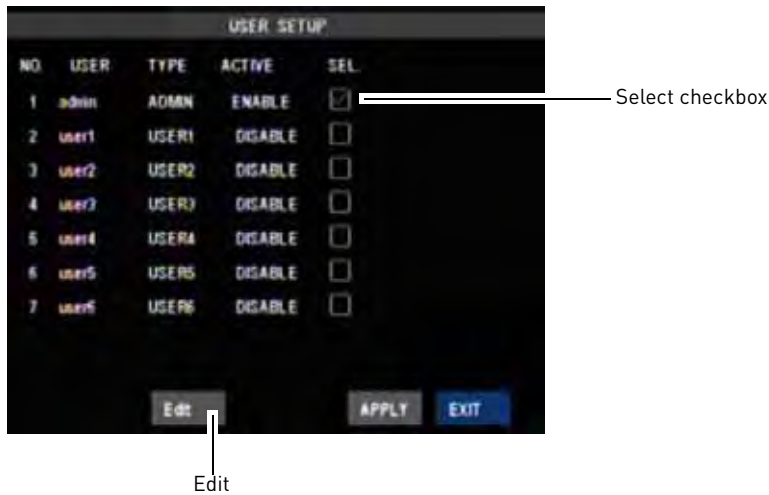 USER SETUP
NO. USER TYPE ACTIVE SEL.
1 admin ADMIN ENABLE
Select checkbox
2 user1 USER1 DISABLE
3 user2 USER2 DISABLE
4 user3 USER3 DISABLE
5 user4 USER4 DISABLE
6 user5 USER5 DISABLE
7 user6 USER6 DISABLE
Edit APPLY EXIT
Edit